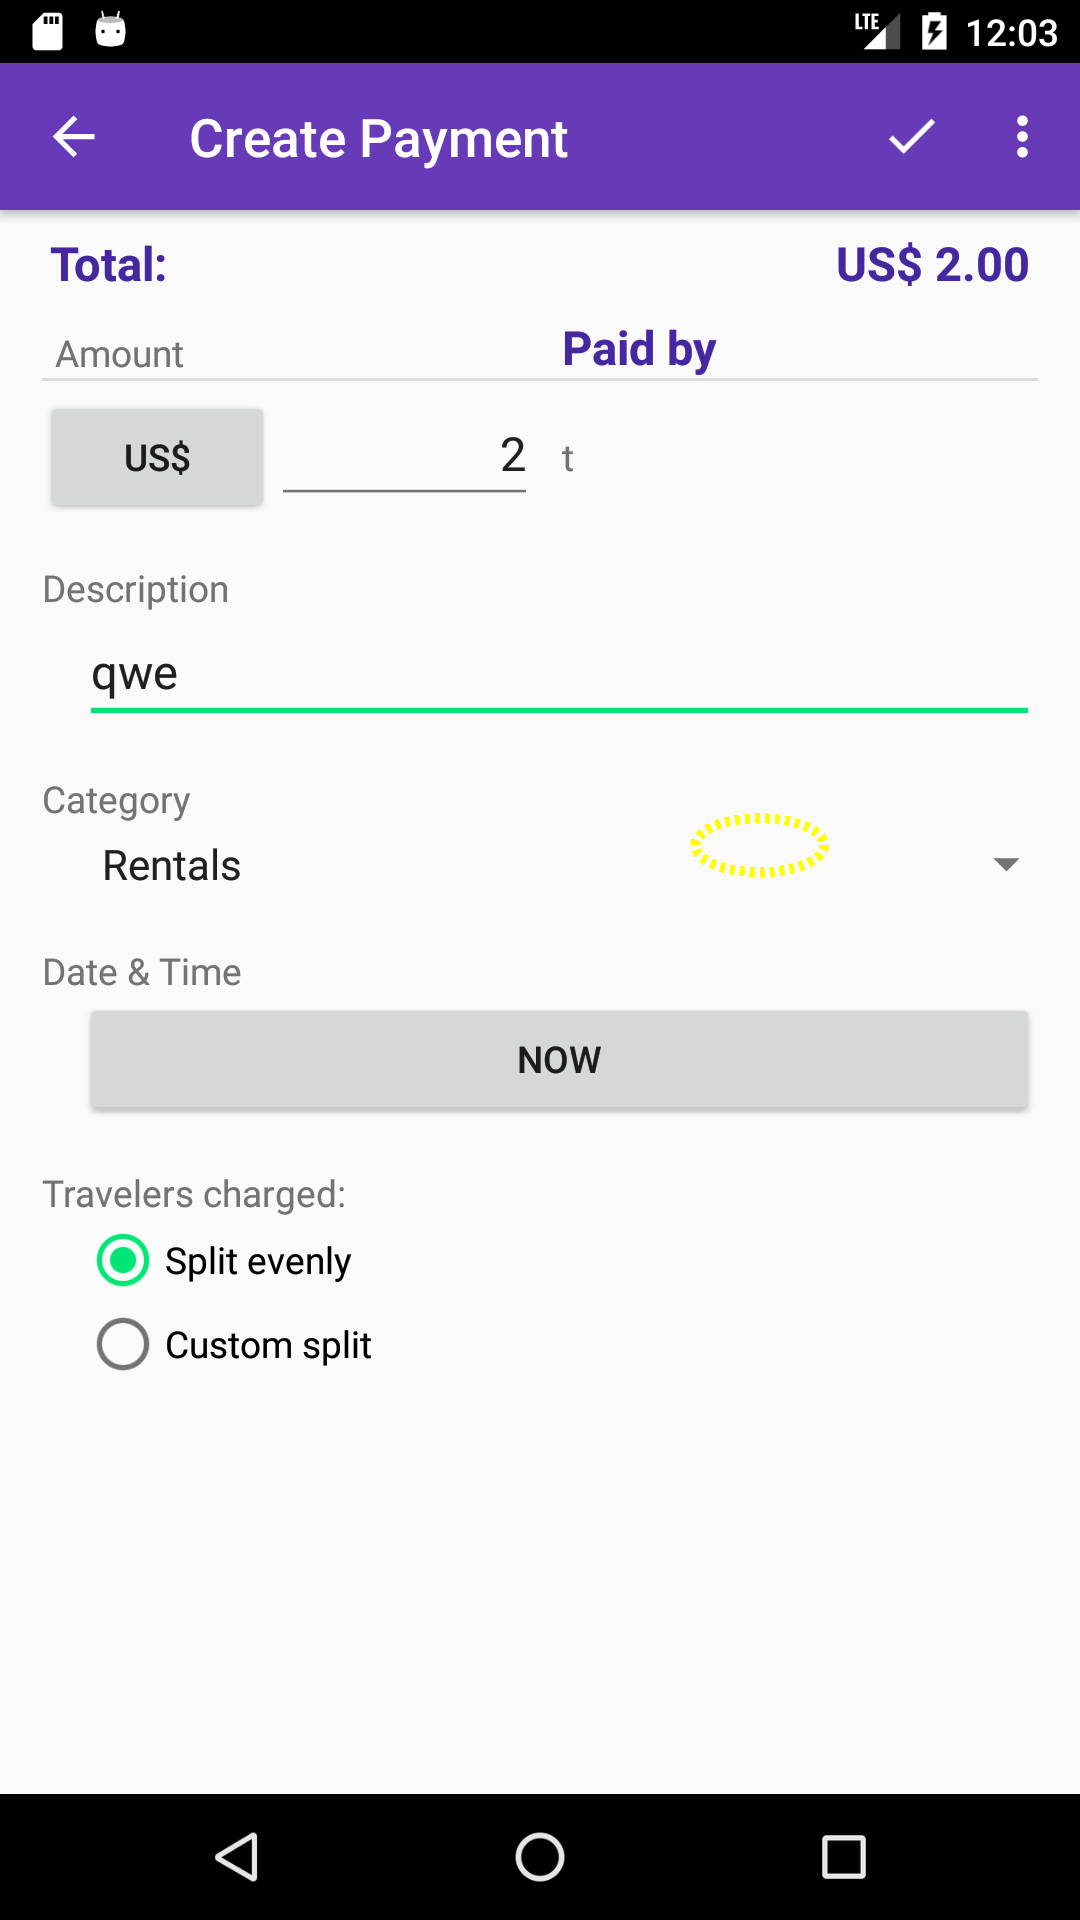 LTE 12:03
Create Payment
Total: US$ 2.00
Amount Paid by
US$ 2 t
Description
qwe
Category
Rentals
Date & Time
NOW
Travelers charged:
Split evenly
Custom split